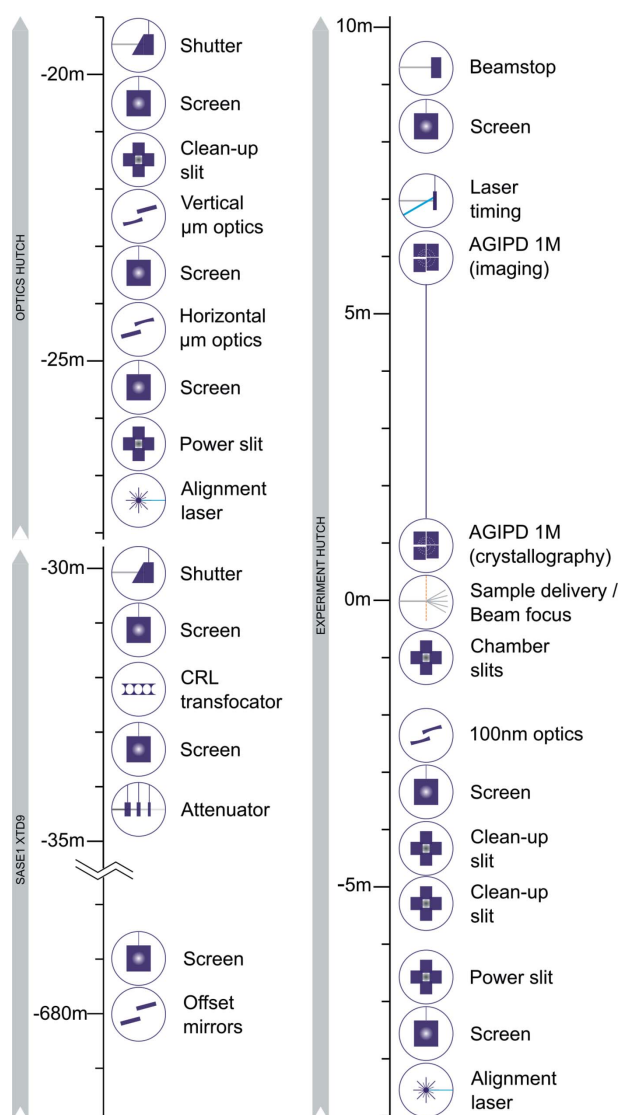 OPTICS HUTCH
-20m
-25m
Shutter
Screen
Clean-up
slit
Vertical
µm optics
Screen
Horizontal
µm optics
Screen
Power slit
Alignment
laser
SASE1 XTD9
-30m
-35m
-680m
Shutter
Screen
CRL
transfocator
Screen
Attenuator
Screen
Offset
mirrors
EXPERIMENT HUTCH
10m
5m
0m
-5m
Beamstop
Screen
Laser
timing
AGIPD 1M
(imaging)
AGIPD 1M
(crystallography)
Sample delivery /
Beam focus
Chamber
slits
100nm optics
Screen
Clean-up
slit
Clean-up
slit
Power slit
Screen
Alignment
laser